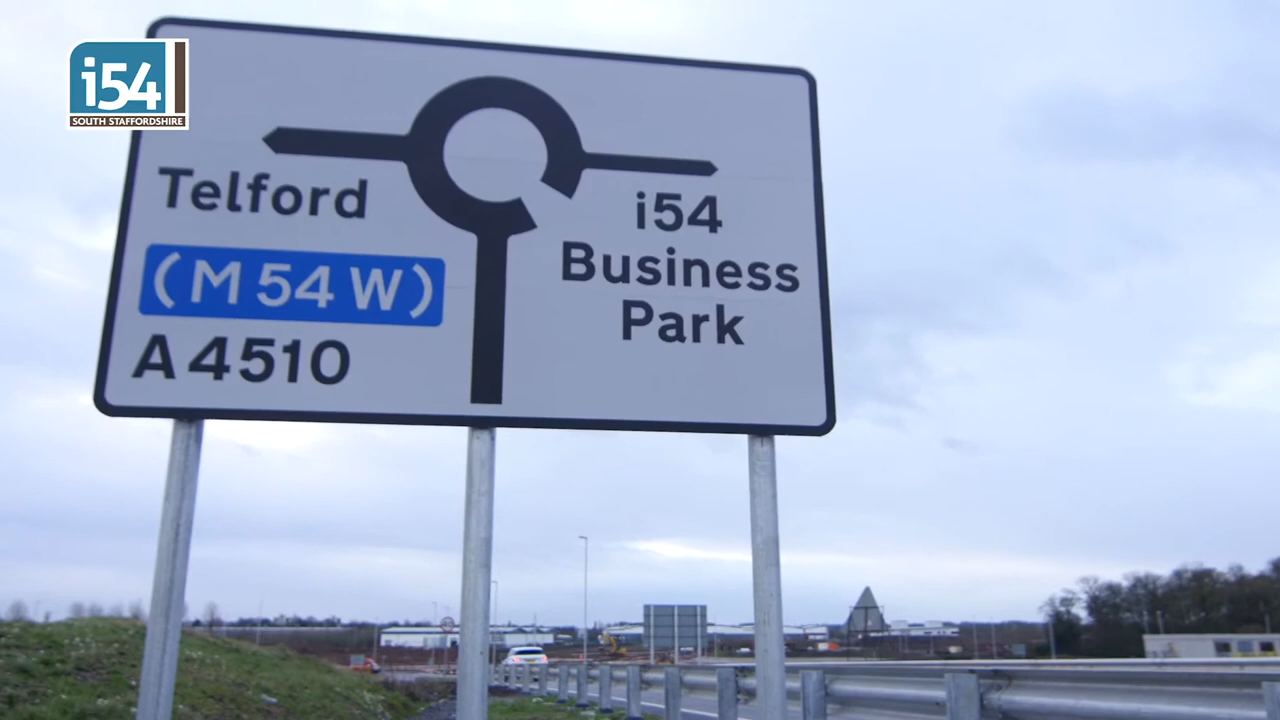 i54
SOUTH STAFFORDSHIRE
Telford
(M 54 W)
A 4510
i54
Business
Park